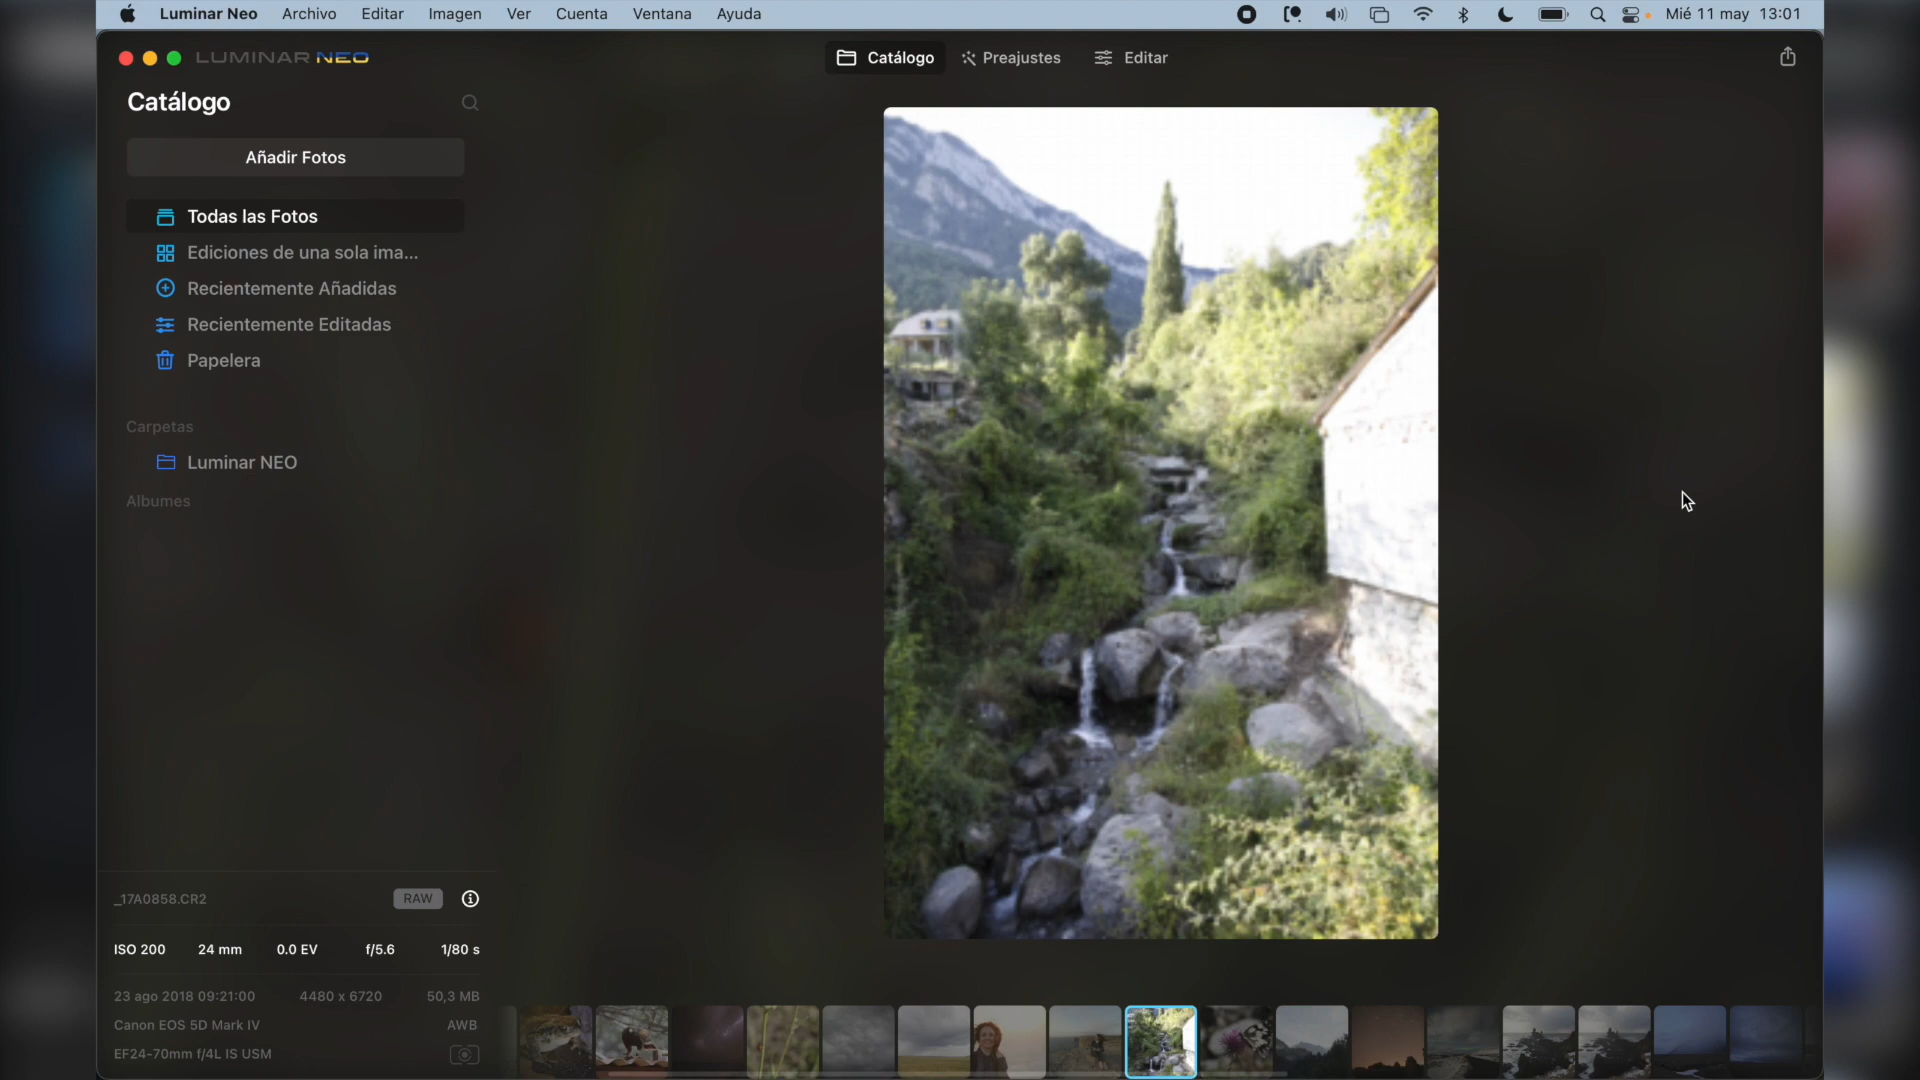 Luminar Neo Archivo Editar Imagen Ver Cuenta Ventana Ayuda Mié 11 may 13:01
LUMINAR NEO Catálogo Preajustes Editar
Catálogo
Añadir Fotos
Todas las Fotos
Ediciones de una sola ima...
Recientemente Añadidas
Recientemente Editadas
Papelera
Carpetas
Luminar NEO
Albumes
_17A0858.CR2 RAW
ISO 200 24 mm 0.0 EV f/5.6 1/80 s
23 ago 2018 09:21:00 4480 x 6720 50,3 MB
Canon EOS 5D Mark IV AWB
EF24-70mm f/4L IS USM